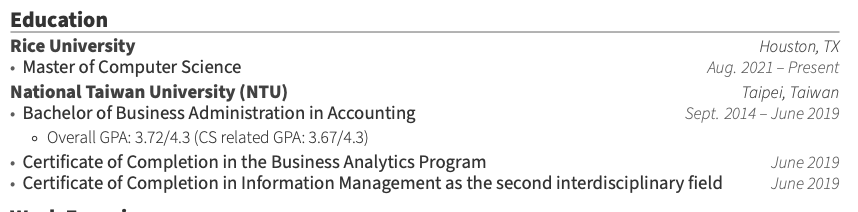 Education
Rice University Houston, TX
• Master of Computer Science Aug. 2021 – Present
National Taiwan University (NTU) Taipei, Taiwan
• Bachelor of Business Administration in Accounting Sept. 2014 – June 2019
◦ Overall GPA: 3.72/4.3 (CS related GPA: 3.67/4.3)
• Certificate of Completion in the Business Analytics Program June 2019
• Certificate of Completion in Information Management as the second interdisciplinary field June 2019